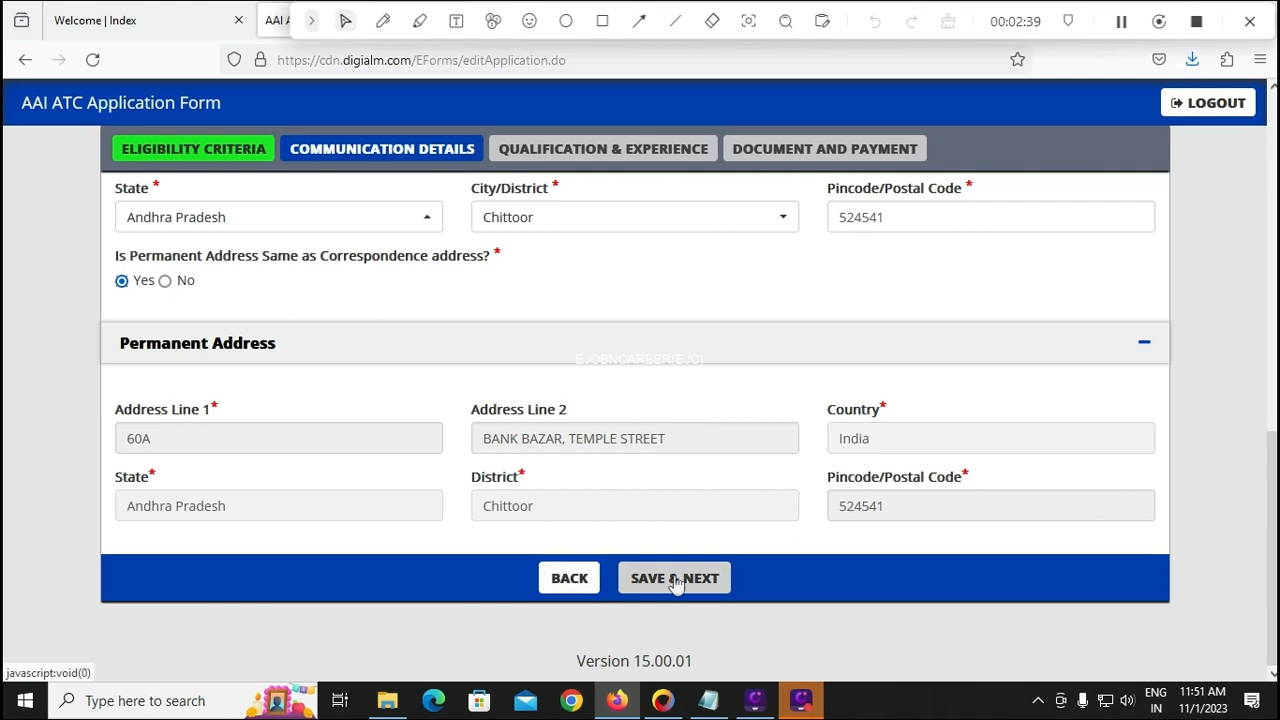 Welcome | Index
AAI A
00:02:39
https://cdn.digialm.com/EForms/editApplication.do
AAI ATC Application Form
LOGOUT
ELIGIBILITY CRITERIA
COMMUNICATION DETAILS
QUALIFICATION & EXPERIENCE
DOCUMENT AND PAYMENT
State *
City/District *
Pincode/Postal Code *
Andhra Pradesh
Chittoor
524541
Is Permanent Address Same as Correspondence address? *
Yes No
Permanent Address
EJOBNCAREER(EJC)
Address Line 1*
Address Line 2
Country*
60A
BANK BAZAR, TEMPLE STREET
India
State*
District*
Pincode/Postal Code*
Andhra Pradesh
Chittoor
524541
BACK
SAVE & NEXT
Version 15.00.01
javascript:void(0)
Type here to search
ENG
IN
11:51 AM
11/1/2023